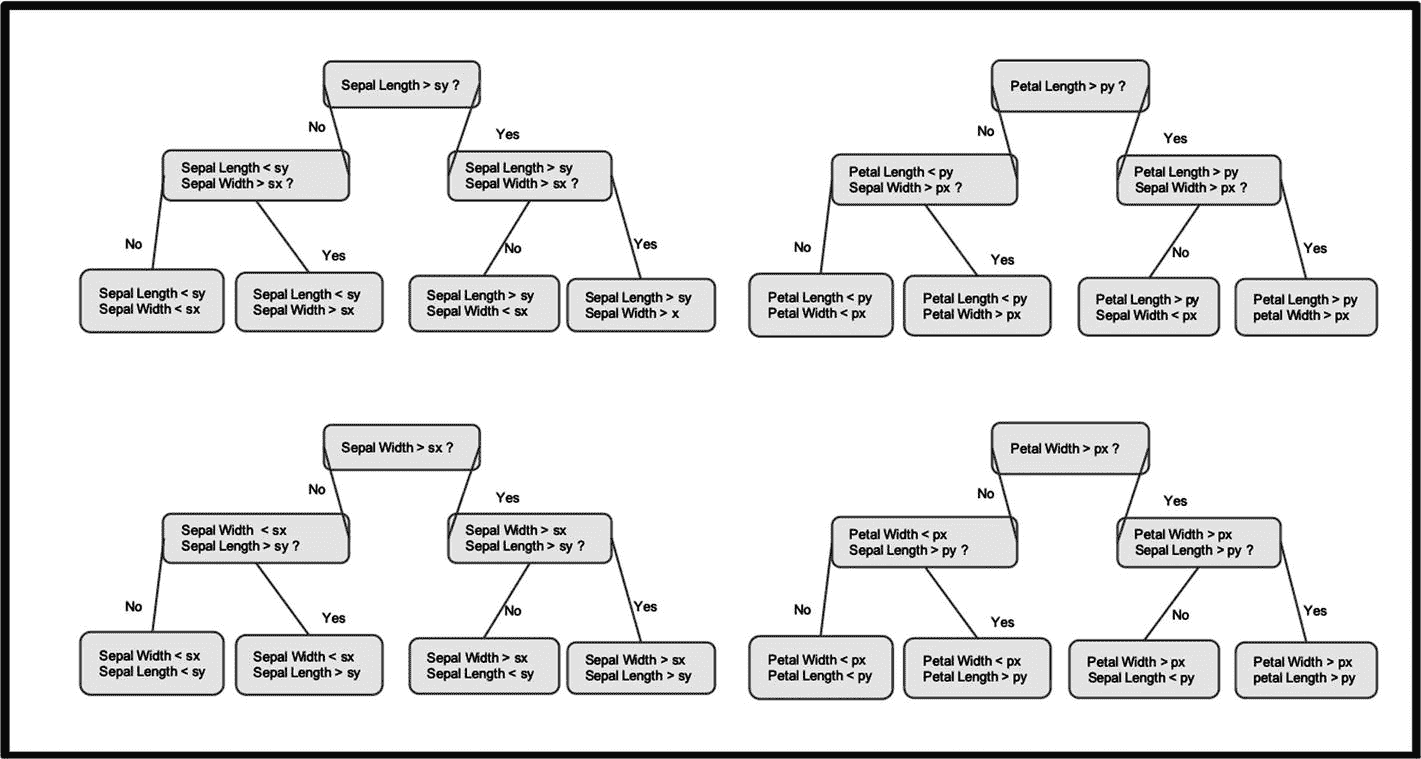 Sepal Length > sy ?
No
Yes
Sepal Length < sy
Sepal Width > sx ?
Sepal Length > sy
Sepal Width > sx ?
No
Yes
No
Yes
Sepal Length < sy
Sepal Width < sx
Sepal Length < sy
Sepal Width > sx
Sepal Length > sy
Sepal Width < sx
Sepal Length > sy
Sepal Width > x
Petal Length > py ?
No
Yes
Petal Length < py
Sepal Width > px ?
Petal Length > py
Sepal Width > px ?
No
Yes
No
Yes
Petal Length < py
Petal Width < px
Petal Length < py
Petal Width > px
Petal Length > py
Sepal Width < px
Petal Length > py
petal Width > px
Sepal Width > sx ?
No
Yes
Sepal Width < sx
Sepal Length > sy ?
Sepal Width > sx
Sepal Length > sy ?
No
Yes
No
Yes
Sepal Width < sx
Sepal Length < sy
Sepal Width < sx
Sepal Length > sy
Sepal Width > sx
Sepal Length < sy
Sepal Width > sx
Sepal Length > sy
Petal Width > px ?
No
Yes
Petal Width < px
Sepal Length > py ?
Petal Width > px
Sepal Length > py ?
No
Yes
No
Yes
Petal Width < px
Petal Length < py
Petal Width < px
Petal Length > py
Petal Width > px
Sepal Length < py
Petal Width > px
petal Length > py